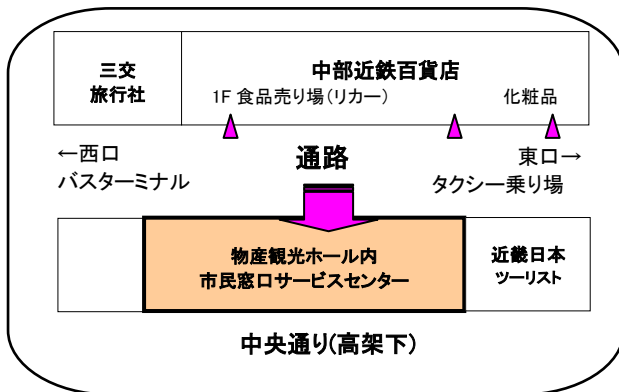 三交
旅行社
中部近鉄百貨店
1F 食品売り場(リカー)
化粧品
←西口
バスターミナル
通路
東口→
タクシー乗り場
物産観光ホール内
市民窓口サービスセンター
近畿日本
ツーリスト
中央通り(高架下)